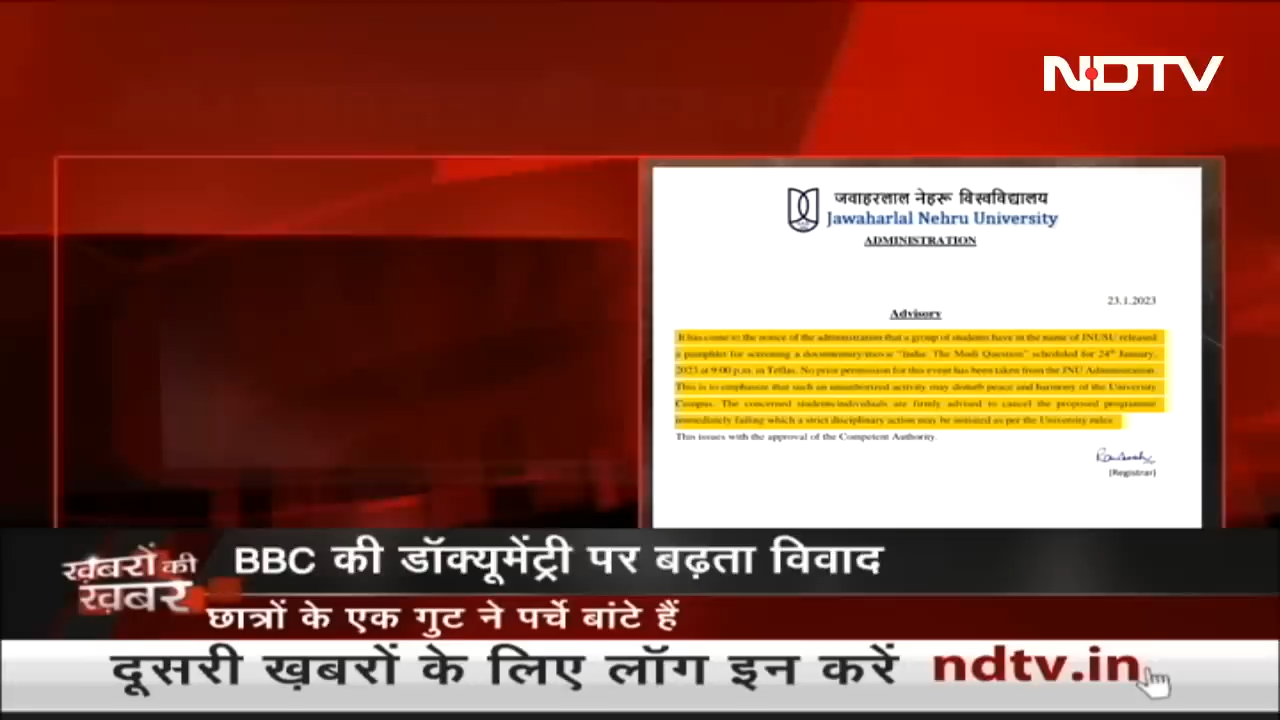 NDTV
जवाहरलाल नेहरू विश्वविद्यालय
Jawaharlal Nehru University
ADMINISTRATION
23.1.2023
Advisory
It has come to the notice of the administration that a group of students have in the name of JNUSU released
a pamphlet for screening a documentary/movie "India: The Modi Question" scheduled for 24th January,
2023 at 9:00 p.m. in Teflas. No prior permission for this event has been taken from the JNU Administration.
This is to emphasize that such an unauthorized activity may disturb peace and harmony of the University
Campus. The concerned students/individuals are firmly advised to cancel the proposed programme
immediately failing which a strict disciplinary action may be initiated as per the University rules.
This issues with the approval of the Competent Authority.
(Registrar)
BBC की डॉक्यूमेंट्री पर बढ़ता विवाद
ख़बरों की
ख़बर
छात्रों के एक गुट ने पर्चे बांटे हैं
दूसरी ख़बरों के लिए लॉग इन करें ndtv.in